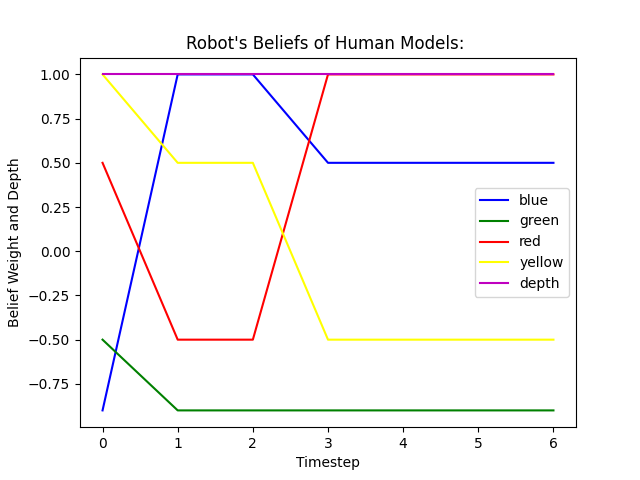 Robot's Beliefs of Human Models:
Belief Weight and Depth
1.00
0.75
0.50
0.25
0.00
−0.25
−0.50
−0.75
blue
green
red
yellow
depth
0 1 2 3 4 5 6
Timestep